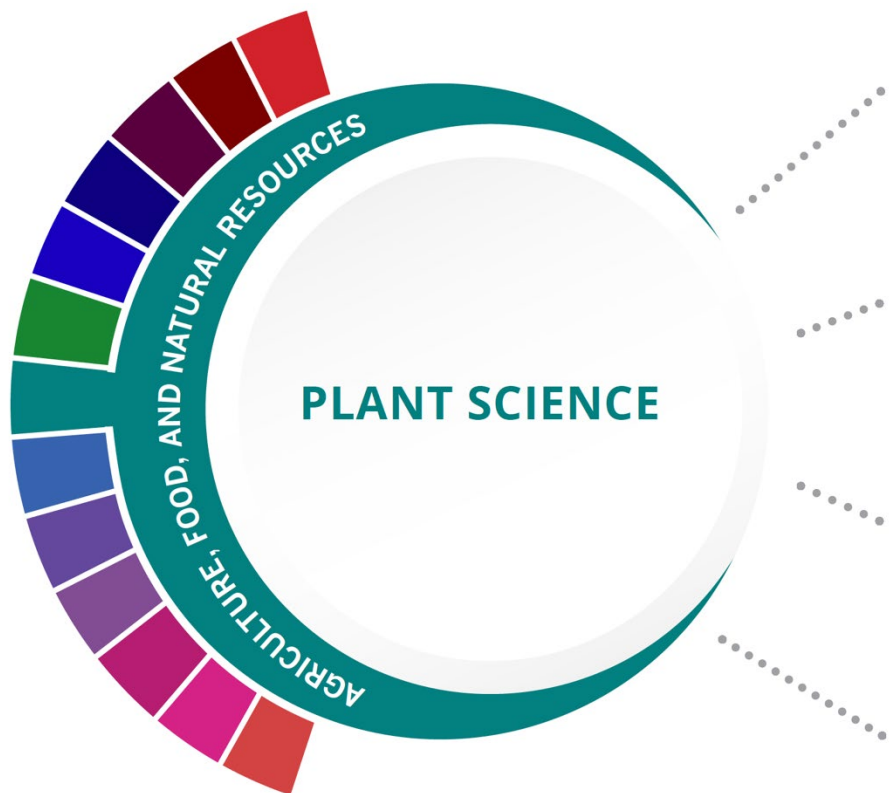 AGRICULTURE, FOOD, AND NATURAL RESOURCES
PLANT SCIENCE